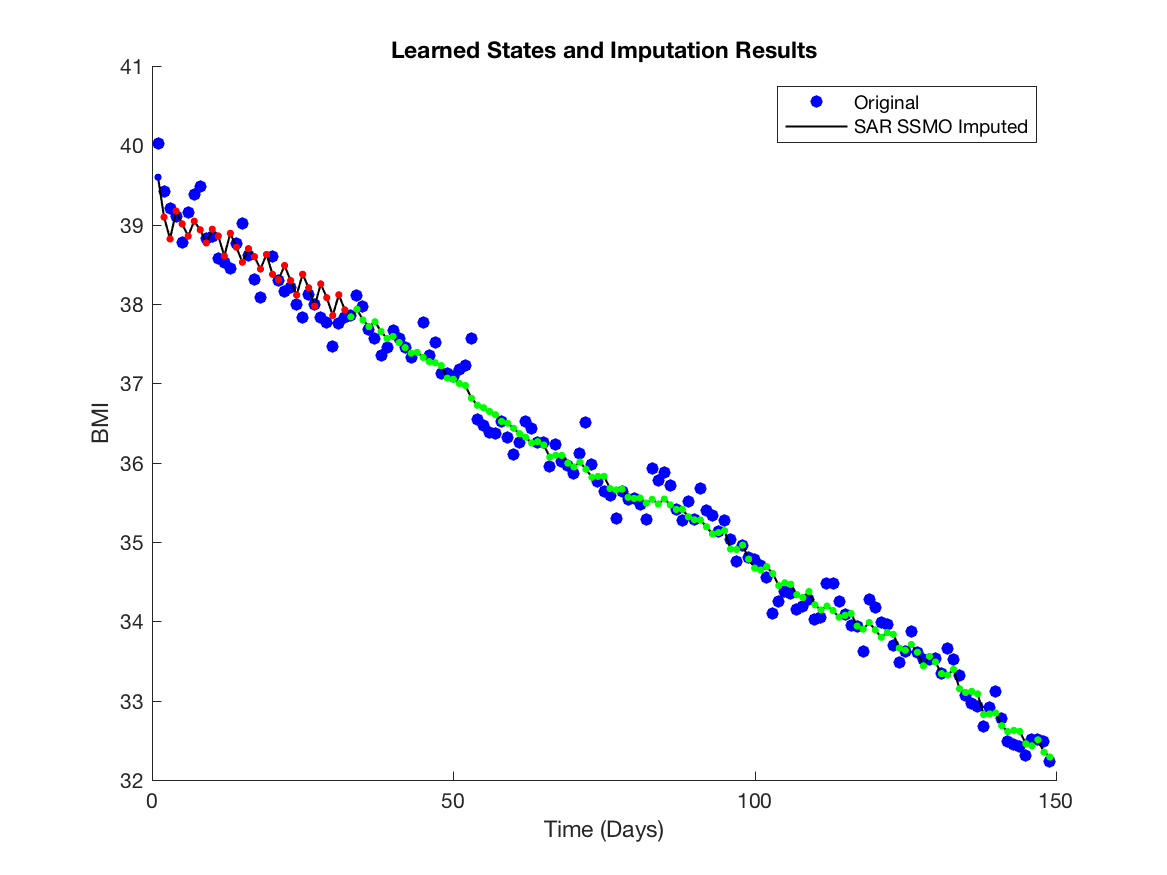 Learned States and Imputation Results
Original
SAR SSMO Imputed
BMI
41
40
39
38
37
36
35
34
33
32
0
50
100
150
Time (Days)